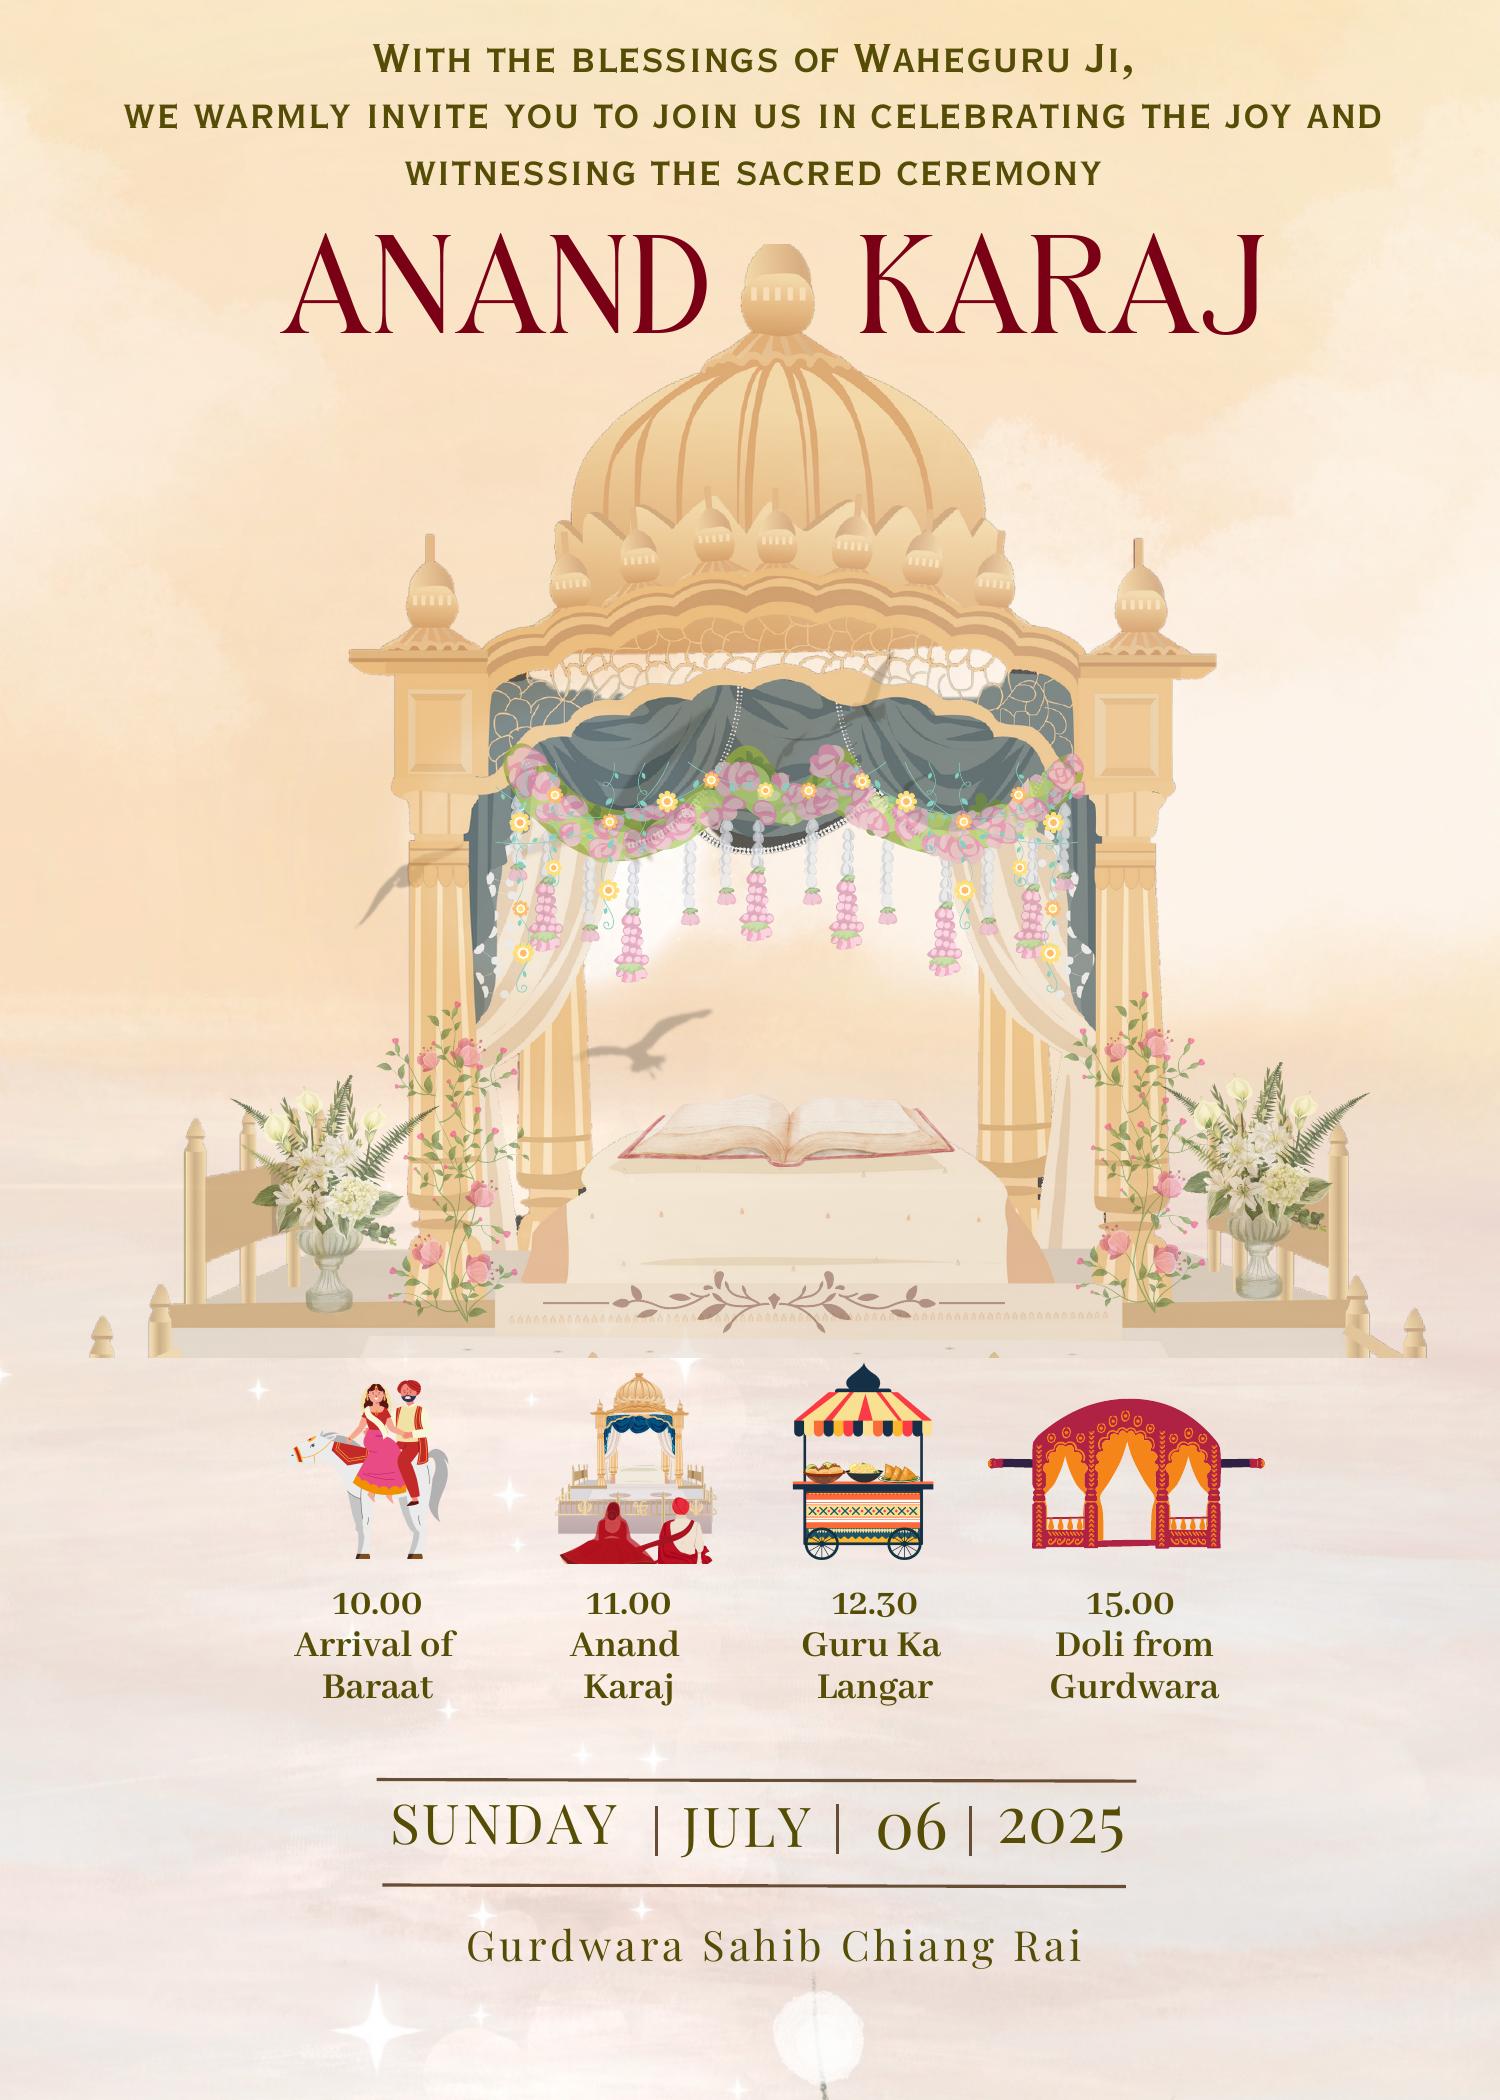 With the blessings of Waheguru Ji,
we warmly invite you to join us in celebrating the joy and
witnessing the sacred ceremony
ANAND KARAJ
10.00
Arrival of
Baraat
11.00
Anand
Karaj
12.30
Guru Ka
Langar
15.00
Doli from
Gurdwara
SUNDAY | JULY | 06 | 2025
Gurdwara Sahib Chiang Rai